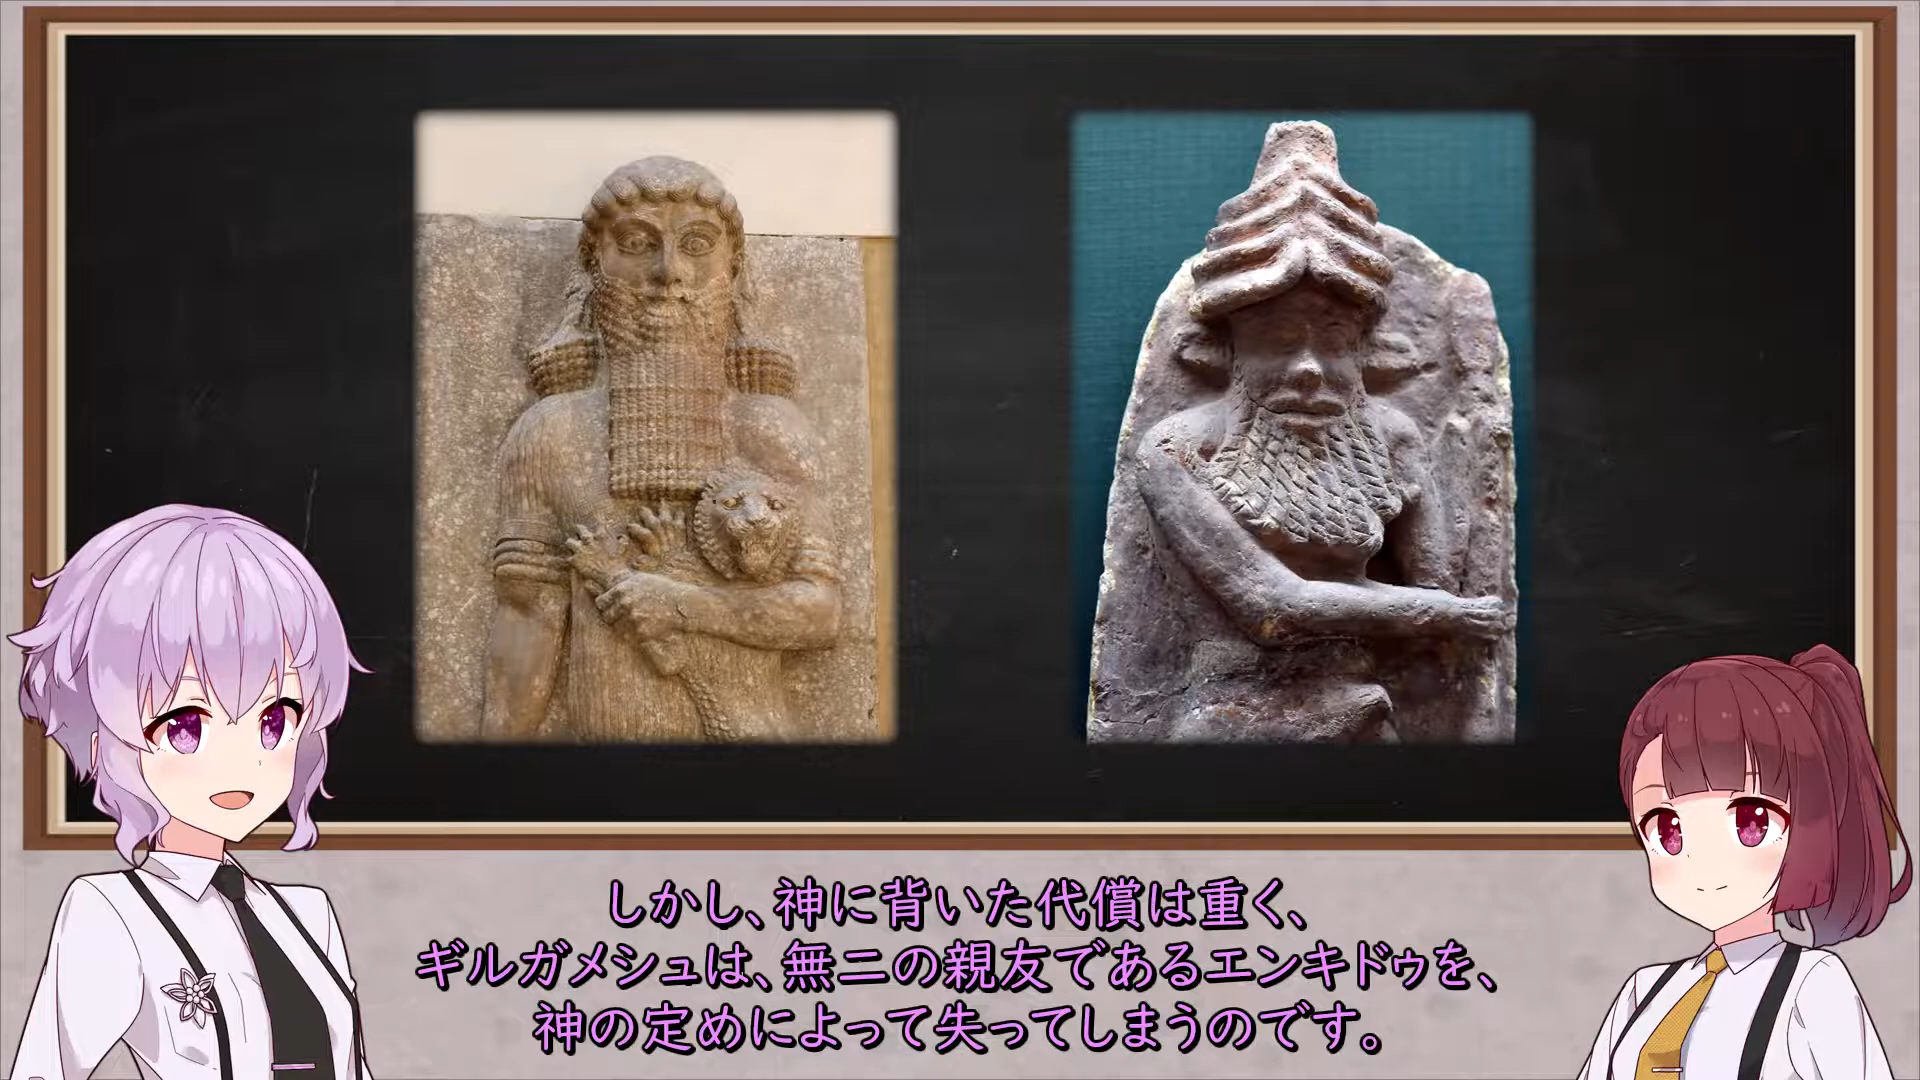 しかし、神に背いた代償は重く、
ギルガメシュは、無二の親友であるエンキドゥを、
神の定めによって失ってしまうのです。